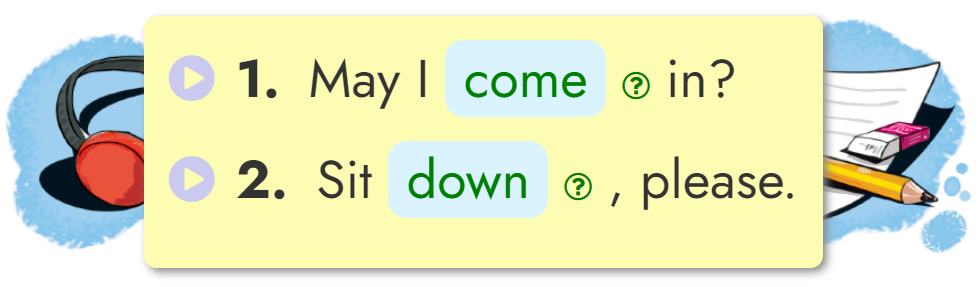 1. May I come ? in?
2. Sit down ? , please.